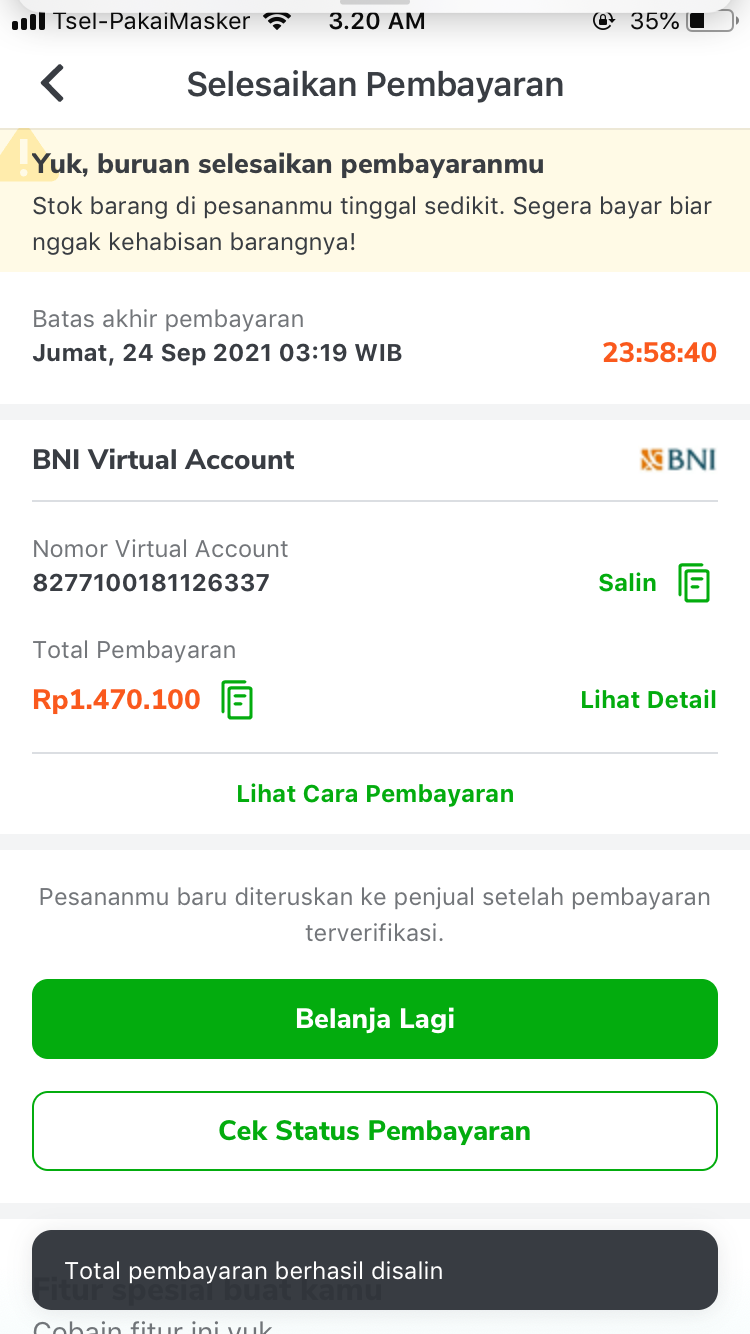 Tsel-PakaiMasker 3.20 AM 35%
Selesaikan Pembayaran
Yuk, buruan selesaikan pembayaranmu
Stok barang di pesananmu tinggal sedikit. Segera bayar biar
nggak kehabisan barangnya!
Batas akhir pembayaran
Jumat, 24 Sep 2021 03:19 WIB 23:58:40
BNI Virtual Account BNI
Nomor Virtual Account
8277100181126337 Salin
Total Pembayaran
Rp1.470.100 Lihat Detail
Lihat Cara Pembayaran
Pesananmu baru diteruskan ke penjual setelah pembayaran
terverifikasi.
Belanja Lagi
Cek Status Pembayaran
Total pembayaran berhasil disalin
Fitur spesial buat kamu
Cobain fitur ini yuk